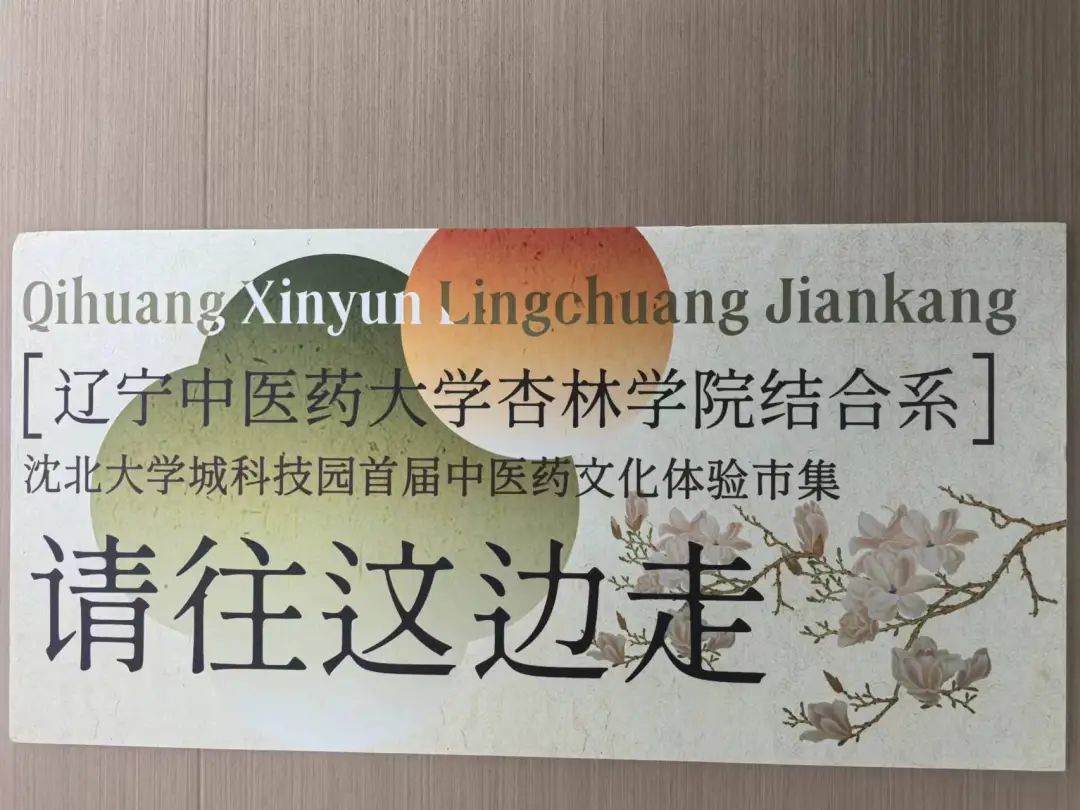 Qihuang Xinyun Lingchuang Jiankang
[辽宁中医药大学杏林学院结合系]
沈北大学城科技园首届中医药文化体验市集
请往这边走